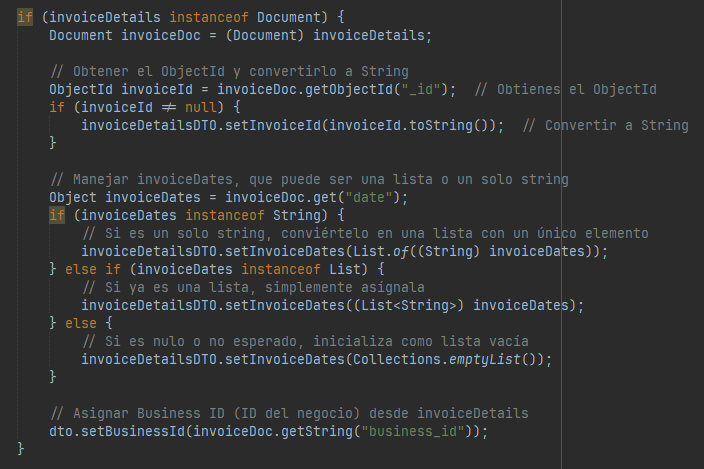 if (invoiceDetails instanceof Document) {
    Document invoiceDoc = (Document) invoiceDetails;
    // Obtener el ObjectId y convertirlo a String
    ObjectId invoiceId = invoiceDoc.getObjectId("_id");  // Obtienes el ObjectId
    if (invoiceId != null) {
        invoiceDetailsDTO.setInvoiceId(invoiceId.toString());  // Convertir a String
    }
    // Manejar invoiceDates, que puede ser una lista o un solo string
    Object invoiceDates = invoiceDoc.get("date");
    if (invoiceDates instanceof String) {
        // Si es un solo string, conviértelo en una lista con un único elemento
        invoiceDetailsDTO.setInvoiceDates(List.of((String) invoiceDates));
    } else if (invoiceDates instanceof List) {
        // Si ya es una lista, simplemente asígnala
        invoiceDetailsDTO.setInvoiceDates((List<String>) invoiceDates);
    } else {
        // Si es nulo o no esperado, inicializa como lista vacía
        invoiceDetailsDTO.setInvoiceDates(Collections.emptyList());
    }
    // Asignar Business ID (ID del negocio) desde invoiceDetails
    dto.setBusinessId(invoiceDoc.getString("business_id"));
}